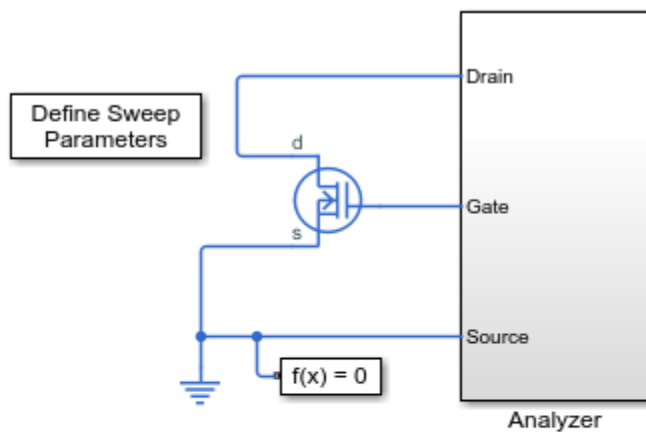 Drain
Define Sweep
Parameters
d
Gate
s
Source
f(x) = 0
Analyzer